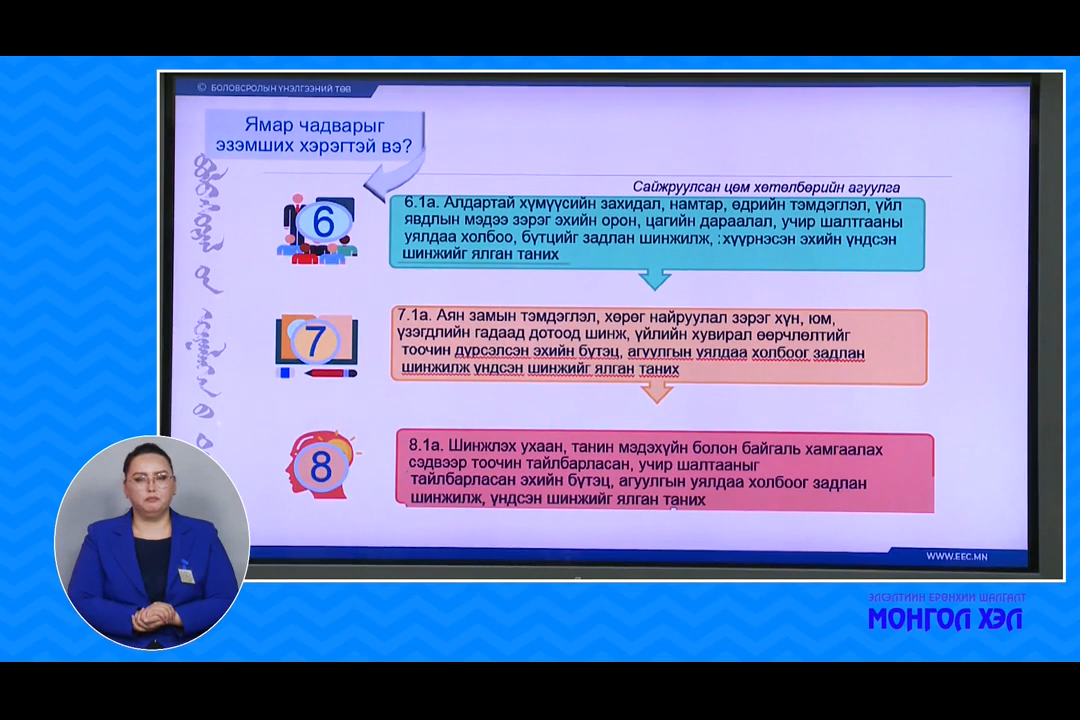 © БОЛОВСРОЛЫН ҮНЭЛГЭЭНИЙ ТӨВ
Ямар чадварыг
эзэмших хэрэгтэй вэ?
Сайжруулсан цөм хөтөлбөрийн агуулга
6
6.1а. Алдартай хүмүүсийн захидал, намтар, өдрийн тэмдэглэл, үйл
явдлын мэдээ зэрэг эхийн орон, цагийн дараалал, учир шалтгааны
уялдаа холбоо, бүтцийг задлан шинжилж, :хүүрнэсэн эхийн үндсэн
шинжийг ялган таних
7
7.1а. Аян замын тэмдэглэл, хөрөг найруулал зэрэг хүн, юм,
үзэгдлийн гадаад дотоод шинж, үйлийн хувирал өөрчлөлтийг
тоочин дүрсэлсэн эхийн бүтэц, агуулгын уялдаа холбоог задлан
шинжилж үндсэн шинжийг ялган таних
8
8.1а. Шинжлэх ухаан, танин мэдэхүйн болон байгаль хамгаалах
сэдвээр тоочин тайлбарласан, учир шалтааныг
тайлбарласан эхийн бүтэц, агуулгын уялдаа холбоог задлан
шинжилж, үндсэн шинжийг ялган таних
WWW.EEC.MN
ЭЛСЭЛТИЙН ЕРӨНХИЙ ШАЛГАЛТ
МОНГОЛ ХЭЛ